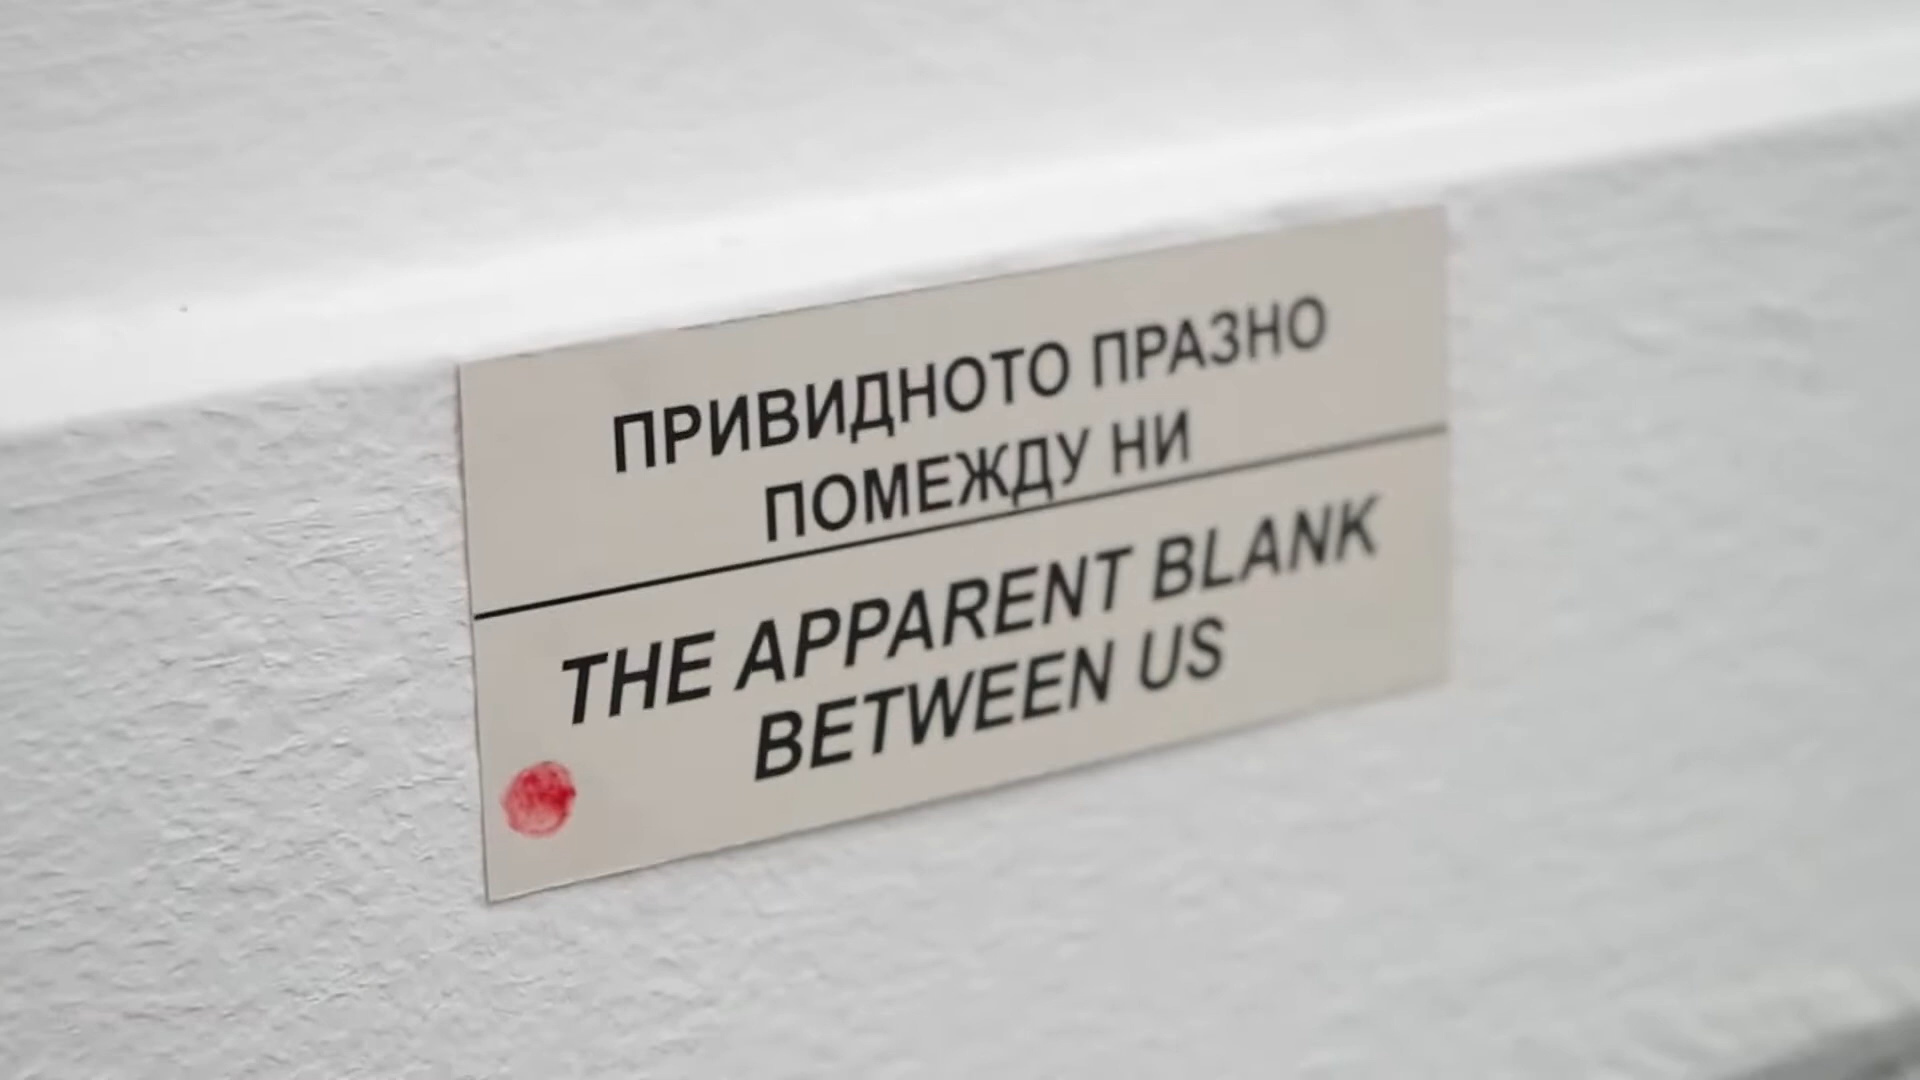 ПРИВИДНОТО ПРАЗНО
ПОМЕЖДУ НИ
THE APPARENT BLANK
BETWEEN US